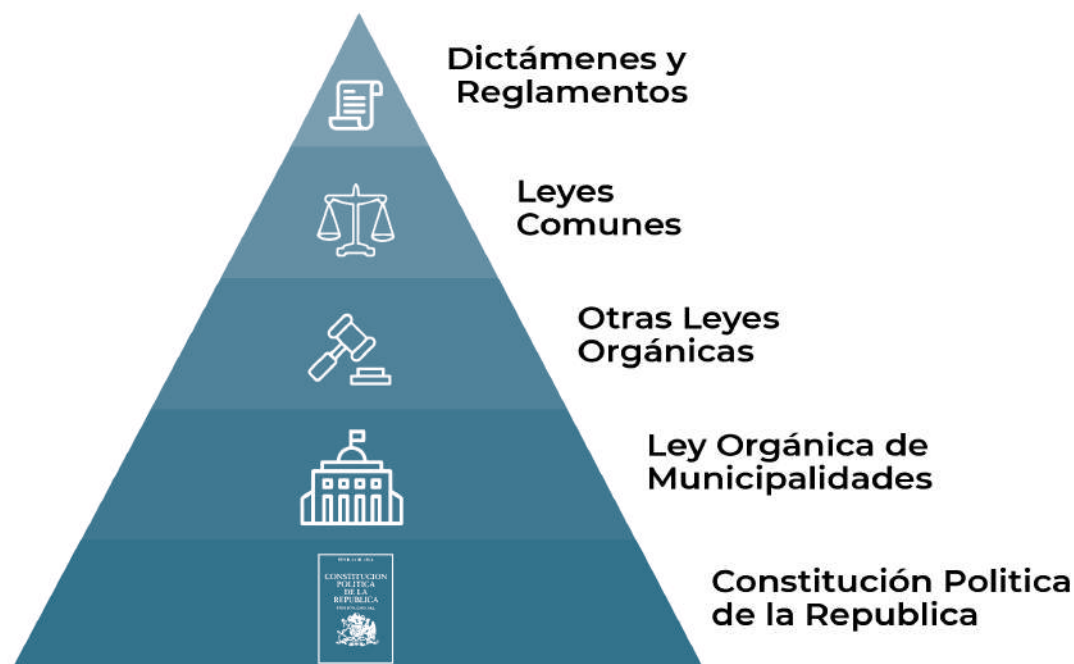 Dictámenes y
Reglamentos
Leyes
Comunes
Otras Leyes
Orgánicas
Ley Orgánica de
Municipalidades
Constitución Politica
de la Republica
CONSTITUCION
POLITICA
DE LA
REPUBLICA